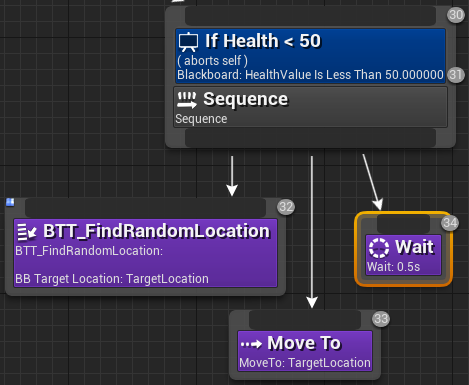 30
If Health < 50
( aborts self )
Blackboard: HealthValue Is Less Than 50.000000
31
Sequence
Sequence
32
BTT_FindRandomLocation
BTT_FindRandomLocation:
BB Target Location: TargetLocation
34
Wait
Wait: 0.5s
33
Move To
MoveTo: TargetLocation